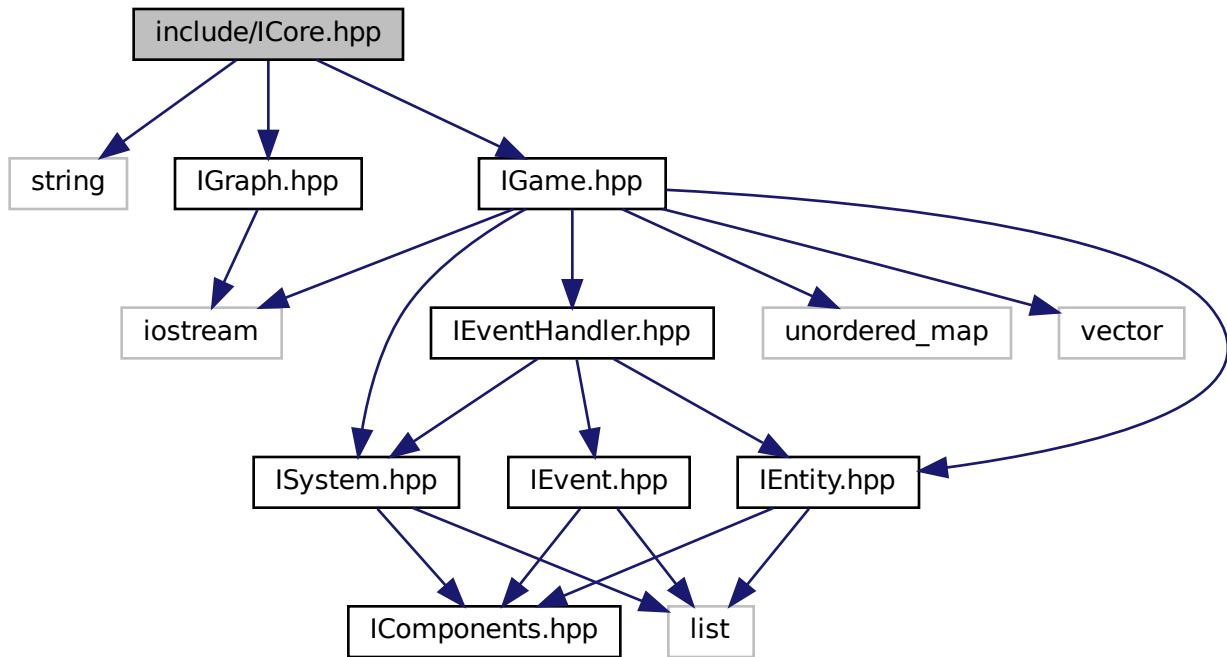 include/ICore.hpp
string
IGraph.hpp
IGame.hpp
iostream
IEventHandler.hpp
unordered_map
vector
ISystem.hpp
IEvent.hpp
IEntity.hpp
IComponents.hpp
list